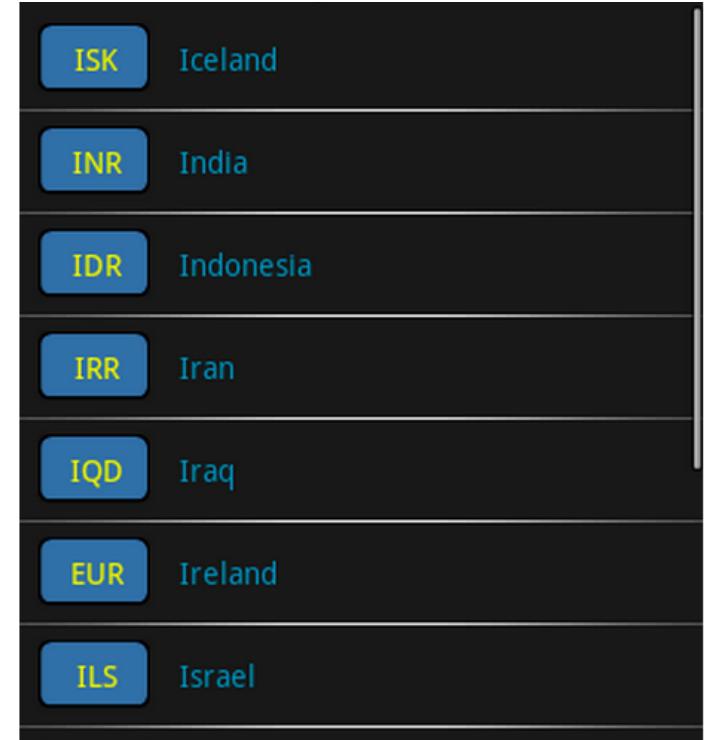 ISK Iceland
INR India
IDR Indonesia
IRR Iran
IQD Iraq
EUR Ireland
ILS Israel